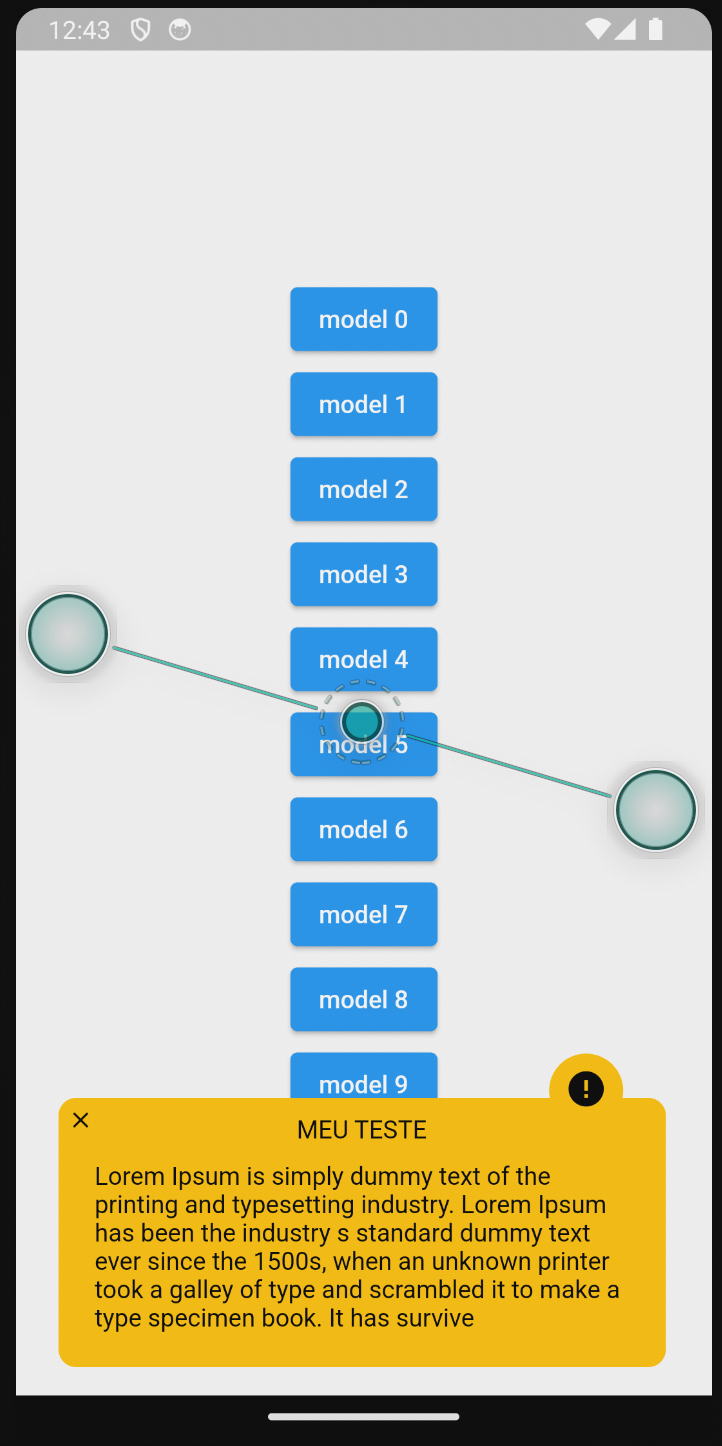 12:43
model 0
model 1
model 2
model 3
model 4
model 5
model 6
model 7
model 8
model 9
MEU TESTE
Lorem Ipsum is simply dummy text of the
printing and typesetting industry. Lorem Ipsum
has been the industry s standard dummy text
ever since the 1500s, when an unknown printer
took a galley of type and scrambled it to make a
type specimen book. It has survive